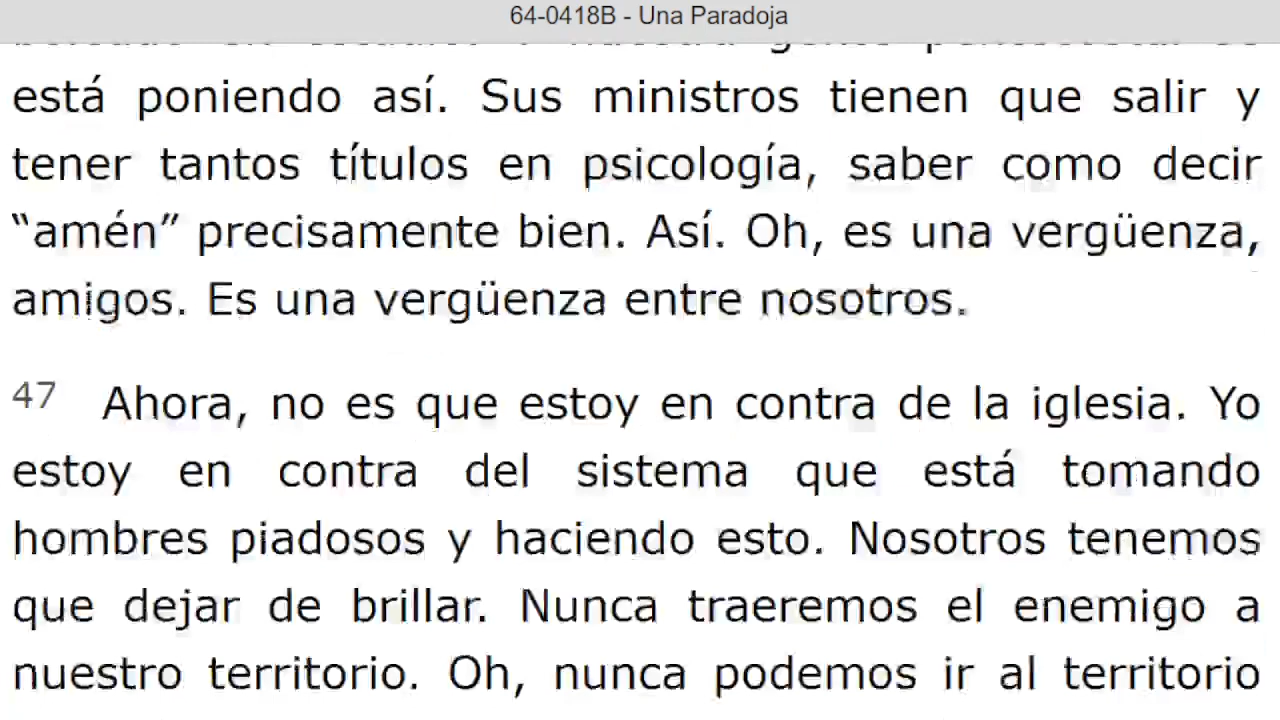 64-0418B - Una Paradoja
está poniendo así. Sus ministros tienen que salir y
tener tantos títulos en psicología, saber como decir
“amén” precisamente bien. Así. Oh, es una vergüenza,
amigos. Es una vergüenza entre nosotros.
47 Ahora, no es que estoy en contra de la iglesia. Yo
estoy en contra del sistema que está tomando
hombres piadosos y haciendo esto. Nosotros tenemos
que dejar de brillar. Nunca traeremos el enemigo a
nuestro territorio. Oh, nunca podemos ir al territorio